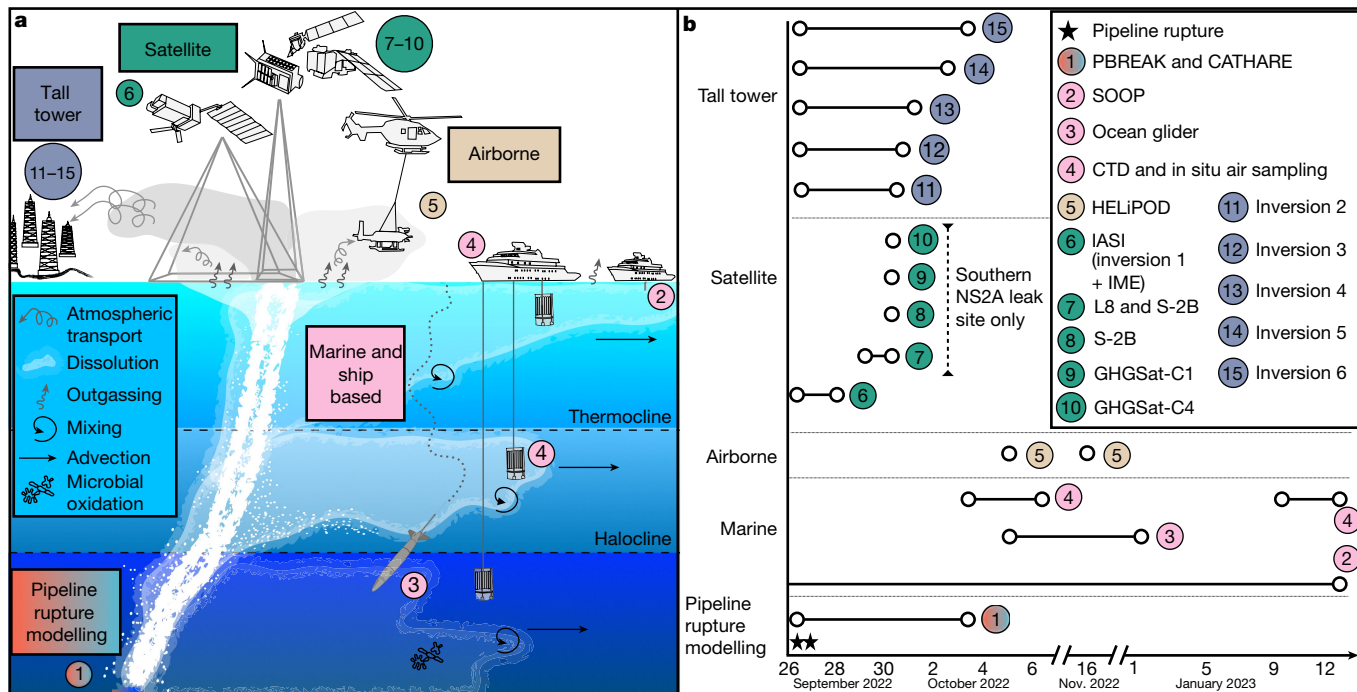 a
Satellite
7–10
6
Tall
tower
11–15
Airborne
5
4
2
Atmospheric
transport
Dissolution
Outgassing
Mixing
Advection
Microbial
oxidation
Marine and
ship
based
Thermocline
4
Halocline
3
Pipeline
rupture
modelling
1
b
Tall tower
15
14
13
12
11
Satellite
10
9
8
7
6
Southern
NS2A leak
site only
Airborne
5
5
Marine
4
4
3
2
Pipeline
rupture
modelling
1
26 28 30 2 4 6 16 1 5 9 12
September 2022 October 2022 Nov. 2022 January 2023
Pipeline rupture
1 PBREAK and CATHARE
2 SOOP
3 Ocean glider
4 CTD and in situ air sampling
5 HELiPOD
6 IASI
(inversion 1
+ IME)
7 L8 and S-2B
8 S-2B
9 GHGSat-C1
10 GHGSat-C4
11 Inversion 2
12 Inversion 3
13 Inversion 4
14 Inversion 5
15 Inversion 6